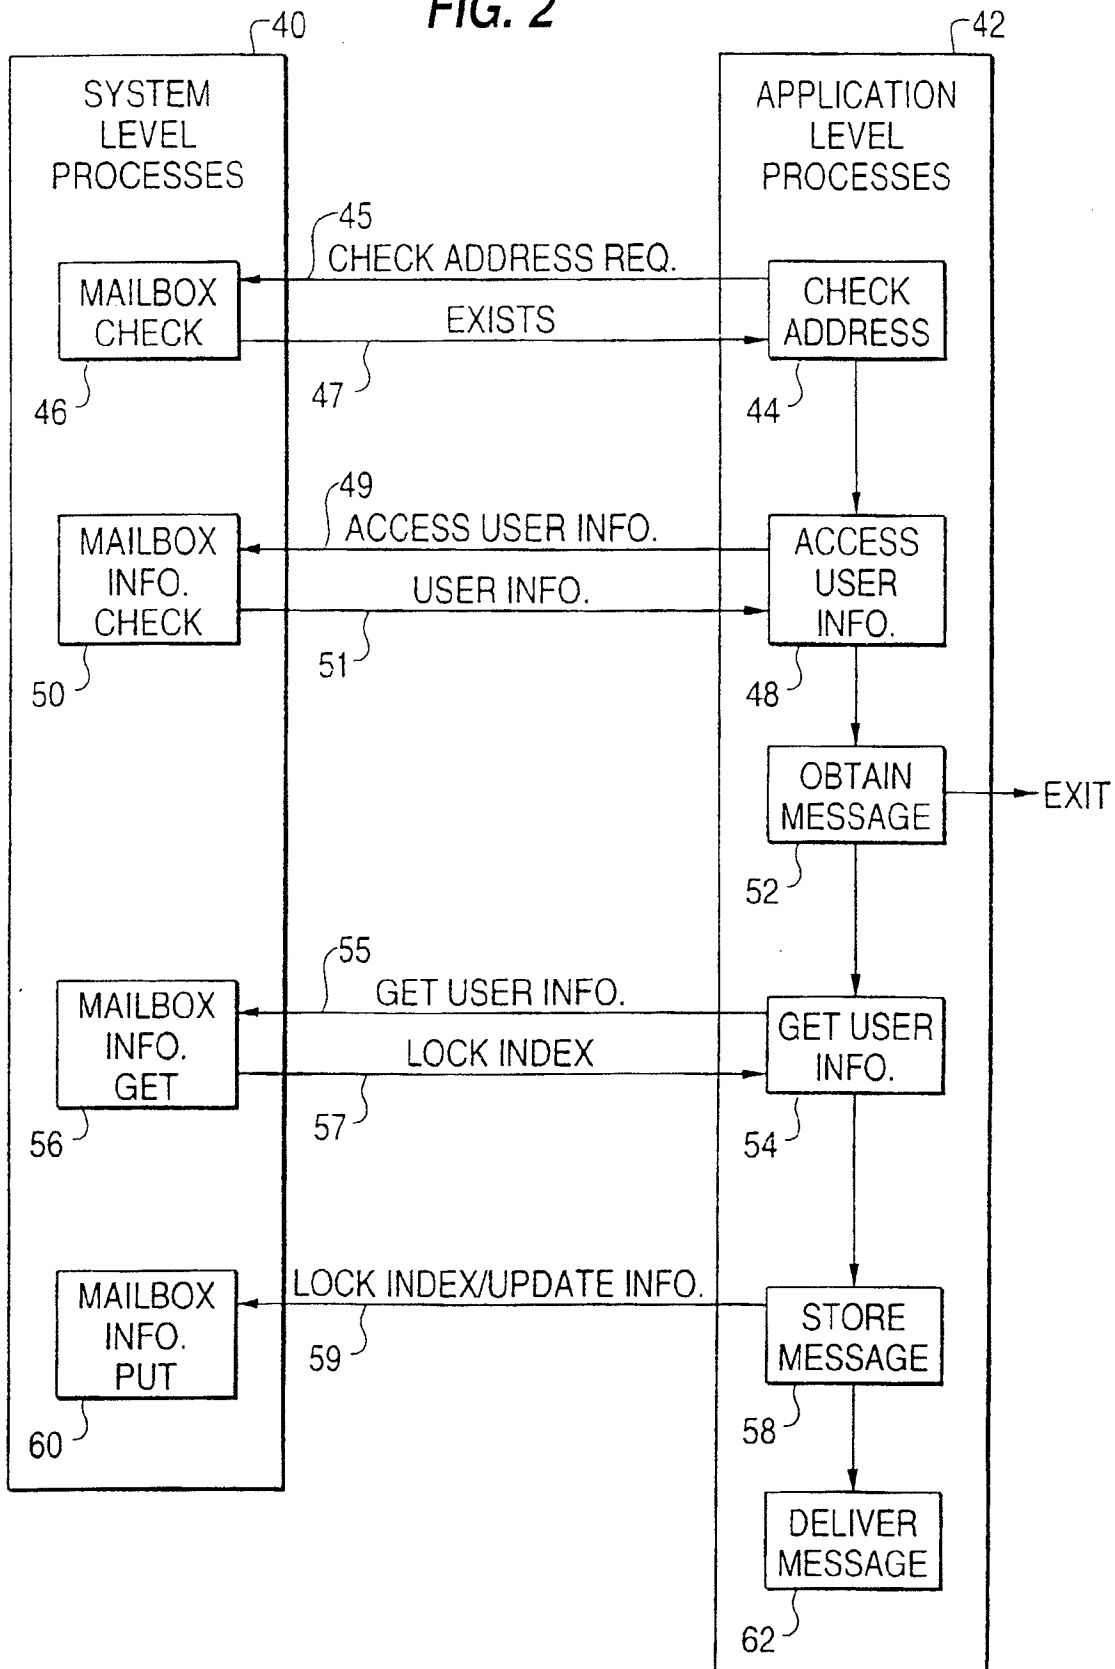 FIG. 2
40
42
SYSTEM
LEVEL
PROCESSES
APPLICATION
LEVEL
PROCESSES
45
CHECK ADDRESS REQ.
MAILBOX
CHECK
EXISTS
CHECK
ADDRESS
46
47
44
49
ACCESS USER INFO.
MAILBOX
INFO.
CHECK
USER INFO.
ACCESS
USER
INFO.
50
51
48
OBTAIN
MESSAGE
EXIT
52
55
GET USER INFO.
MAILBOX
INFO.
GET
LOCK INDEX
GET USER
INFO.
56
57
54
LOCK INDEX/UPDATE INFO.
MAILBOX
INFO.
PUT
59
STORE
MESSAGE
60
58
DELIVER
MESSAGE
62